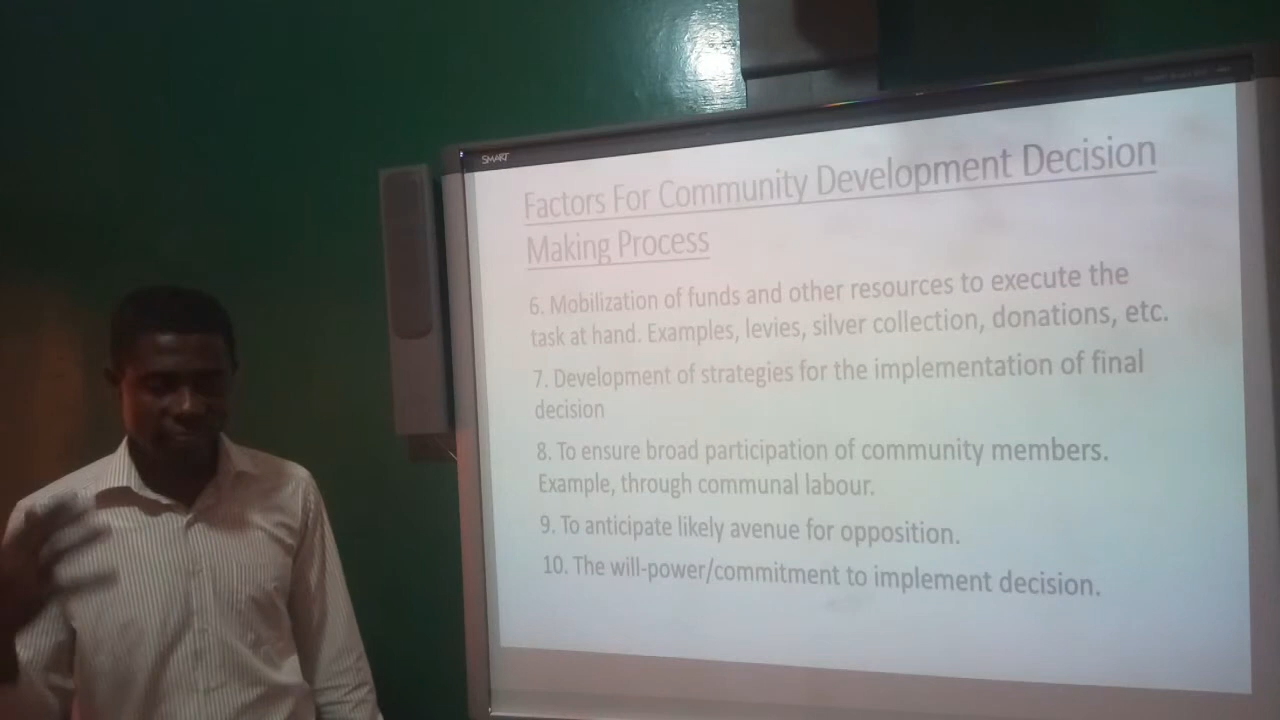 SMART
Factors For Community Development Decision
Making Process
6. Mobilization of funds and other resources to execute the
task at hand. Examples, levies, silver collection, donations, etc.
7. Development of strategies for the implementation of final
decision
8. To ensure broad participation of community members.
Example, through communal labour.
9. To anticipate likely avenue for opposition.
10. The will-power/commitment to implement decision.